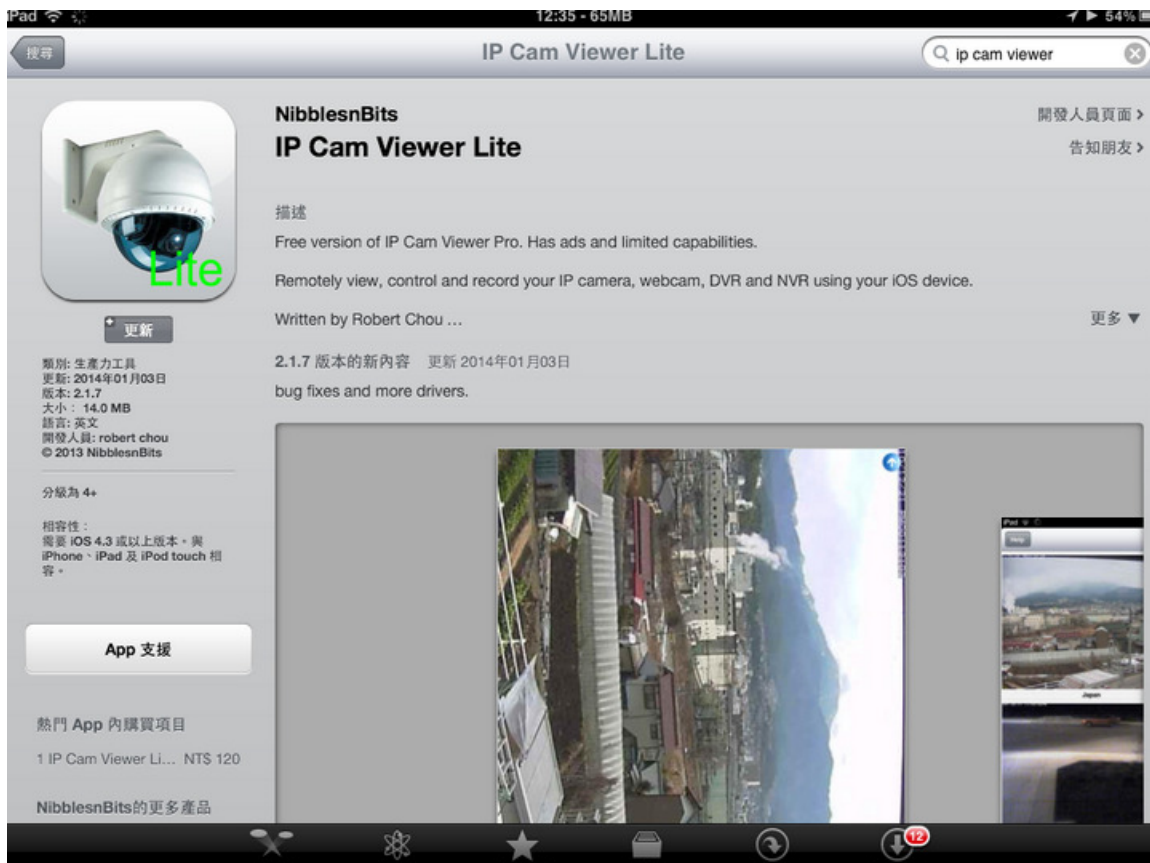 iPad 12:35 - 65MB 54%
搜尋 IP Cam Viewer Lite ip cam viewer
Lite
更新
類別: 生產力工具
更新: 2014年01月03日
版本: 2.1.7
大小： 14.0 MB
語言: 英文
開發人員: robert chou
© 2013 NibblesnBits
分級為 4+
相容性：
需要 iOS 4.3 或以上版本。與
iPhone、iPad 及 iPod touch 相
容。
App 支援
熱門 App 內購買項目
1 IP Cam Viewer Li... NT$ 120
NibblesnBits的更多產品
NibblesnBits 開發人員頁面
IP Cam Viewer Lite 告知朋友
描述
Free version of IP Cam Viewer Pro. Has ads and limited capabilities.
Remotely view, control and record your IP camera, webcam, DVR and NVR using your iOS device.
Written by Robert Chou ... 更多 ▼
2.1.7 版本的新內容 更新 2014年01月03日
bug fixes and more drivers.
iPad
Help
Japan
12